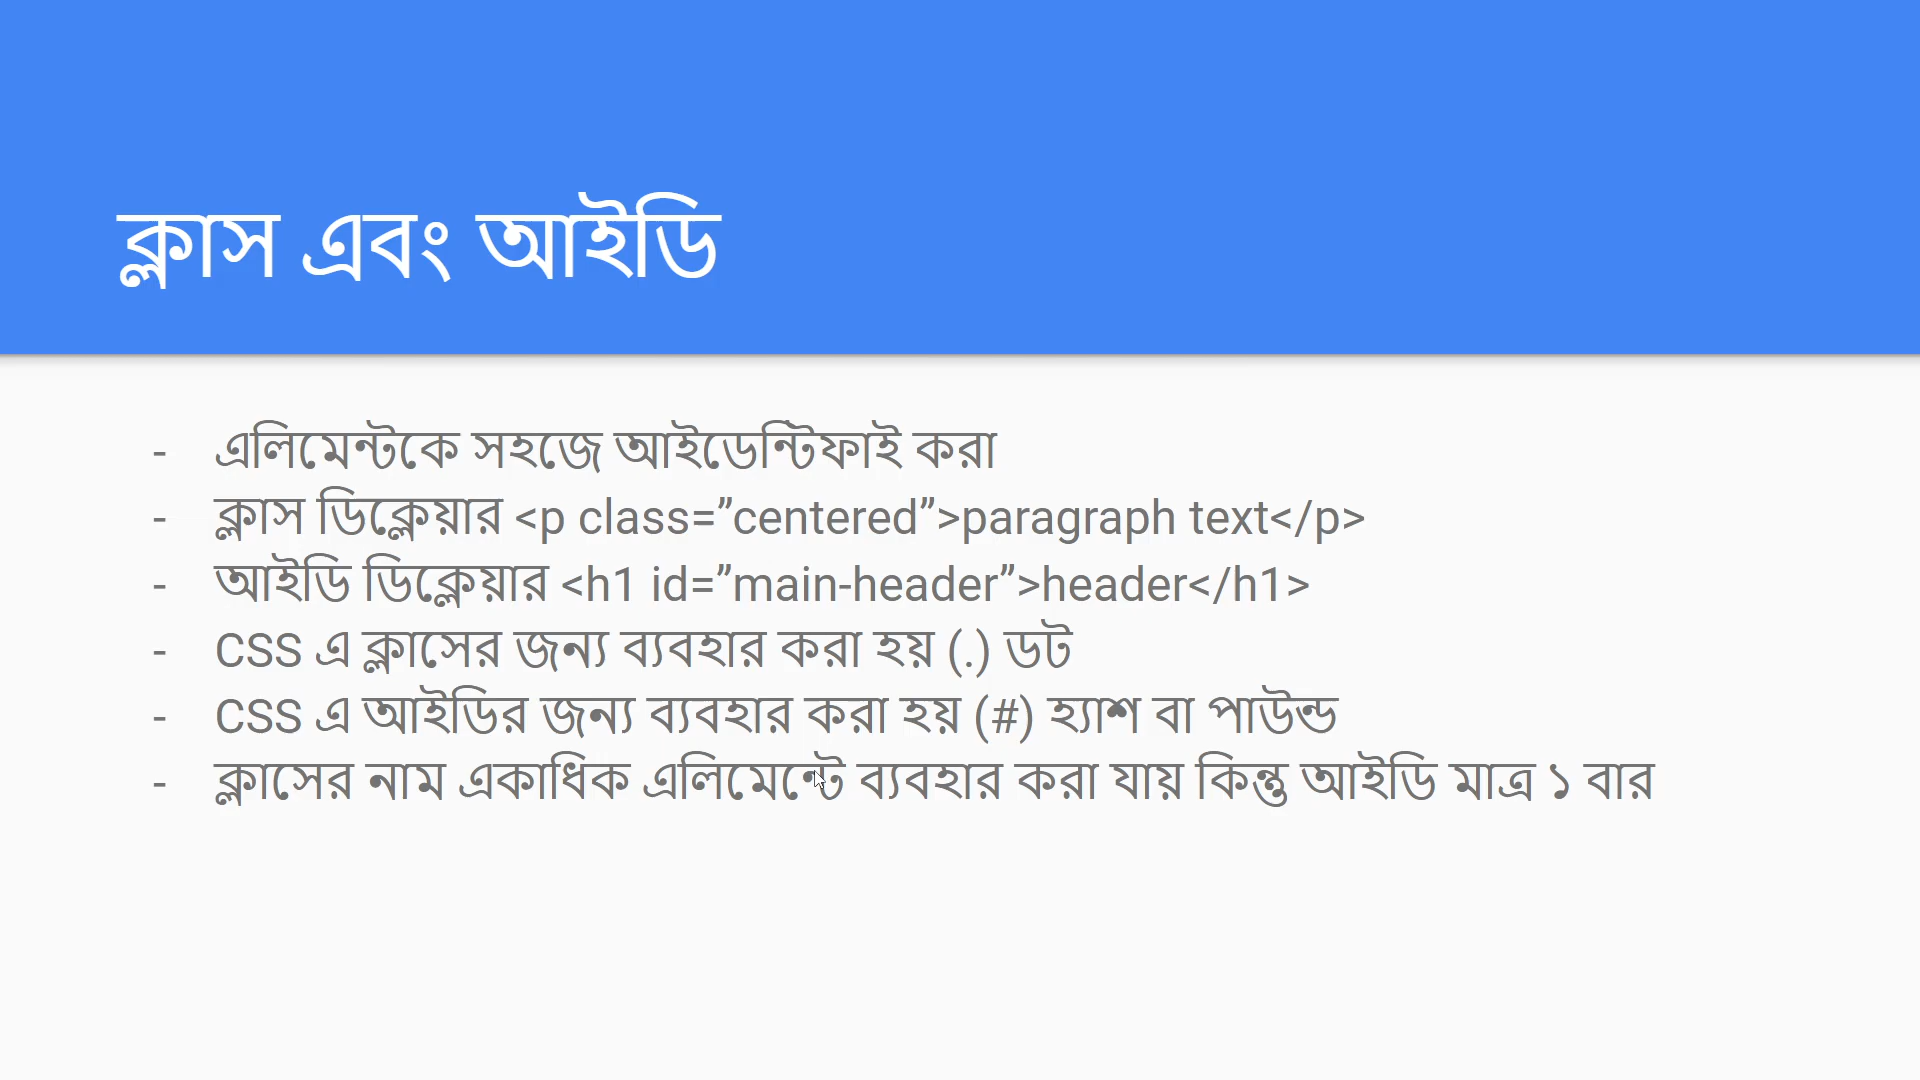 ক্লাস এবং আইডি
- এলিমেন্টকে সহজে আইডেন্টিফাই করা
- ক্লাস ডিক্লেয়ার <p class=”centered”>paragraph text</p>
- আইডি ডিক্লেয়ার <h1 id=”main-header”>header</h1>
- CSS এ ক্লাসের জন্য ব্যবহার করা হয় (.) ডট
- CSS এ আইডির জন্য ব্যবহার করা হয় (#) হ্যাশ বা পাউন্ড
- ক্লাসের নাম একাধিক এলিমেন্টে ব্যবহার করা যায় কিন্তু আইডি মাত্র ১ বার